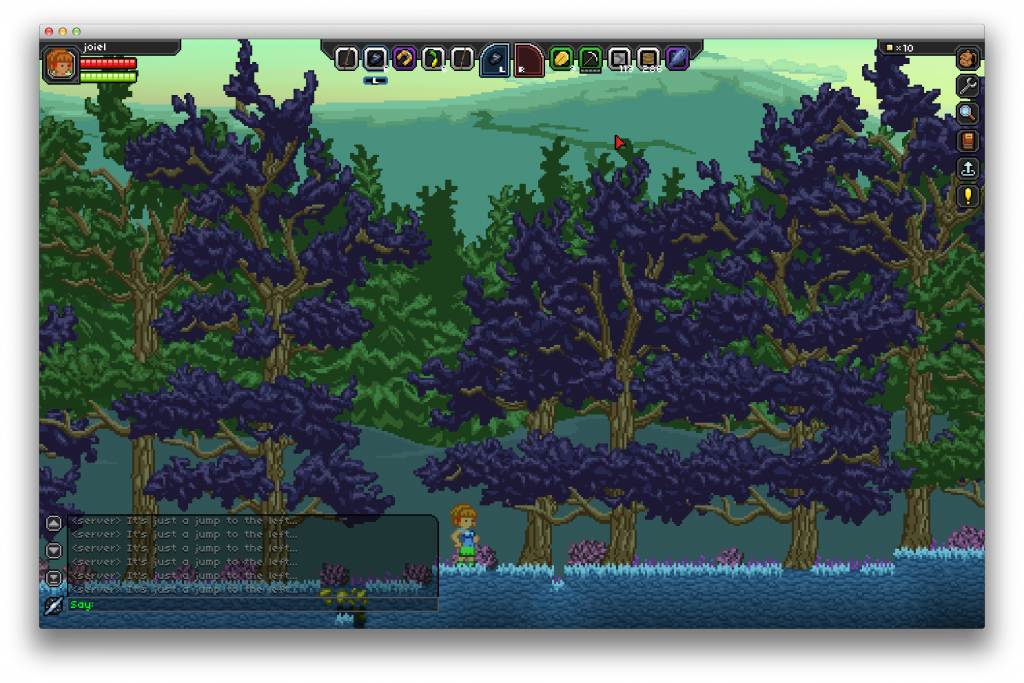 joiel
L
L
R
x10
<server> It's just a jump to the left...
<server> It's just a jump to the left...
<server> It's just a jump to the left...
<server> It's just a jump to the left...
<server> It's just a jump to the left...
<server> It's just a jump to the left...
Say: